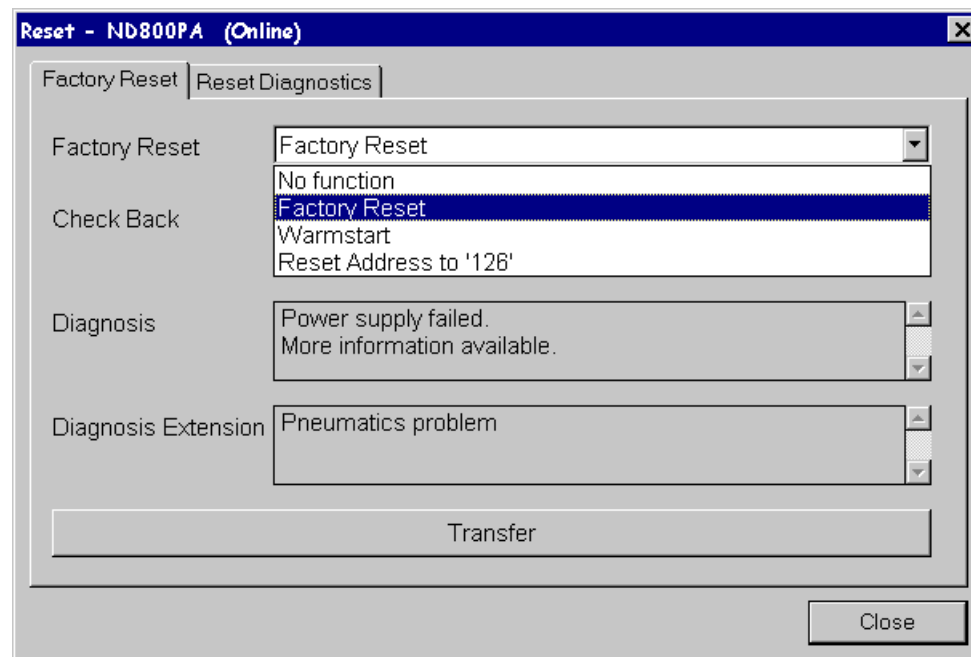 Reset - ND800PA (Online)
Factory Reset
Reset Diagnostics
Factory Reset
Factory Reset
No function
Factory Reset
Warmstart
Reset Address to '126'
Check Back
Diagnosis
Power supply failed.
More information available.
Diagnosis Extension
Pneumatics problem
Transfer
Close